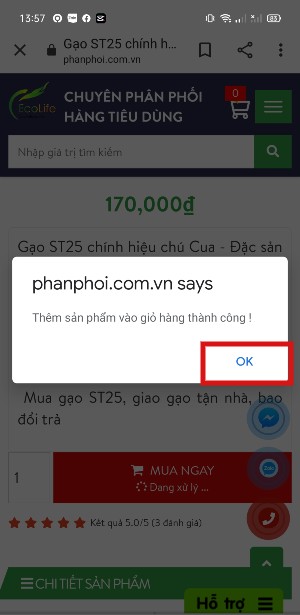 13:57
Gạo ST25 chính h...
phanphoi.com.vn
EcoLife
CHUYÊN PHÂN PHỐI
HÀNG TIÊU DÙNG
0
Nhập giá trị tìm kiếm
170,000₫
Gạo ST25 chính hiệu chú Cua - Đặc sản
phanphoi.com.vn says
Thêm sản phẩm vào giỏ hàng thành công !
OK
Mua gạo ST25, giao gạo tận nhà, bao
đổi trả
1
MUA NGAY
Đang xử lý ...
Kết quả 5.0/5 (3 đánh giá)
CHI TIẾT SẢN PHẨM
Hỗ trợ